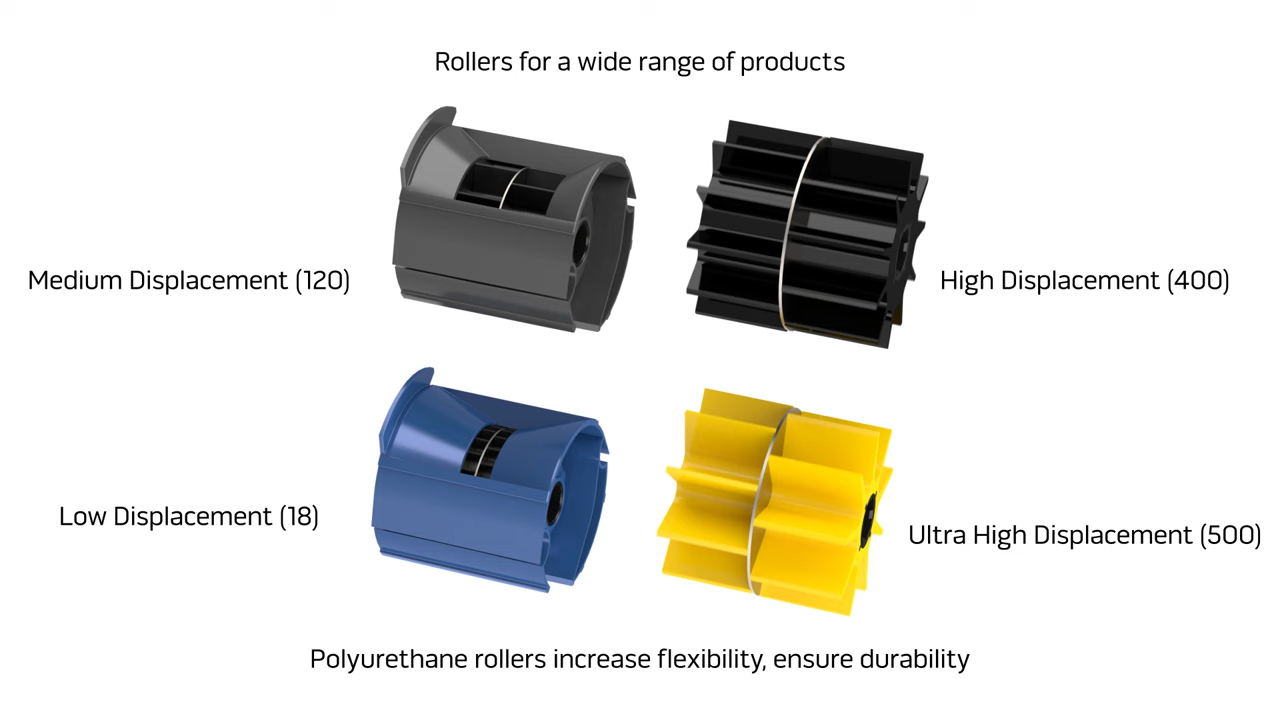 Rollers for a wide range of products
Medium Displacement (120)
High Displacement (400)
Low Displacement (18)
Ultra High Displacement (500)
Polyurethane rollers increase flexibility, ensure durability